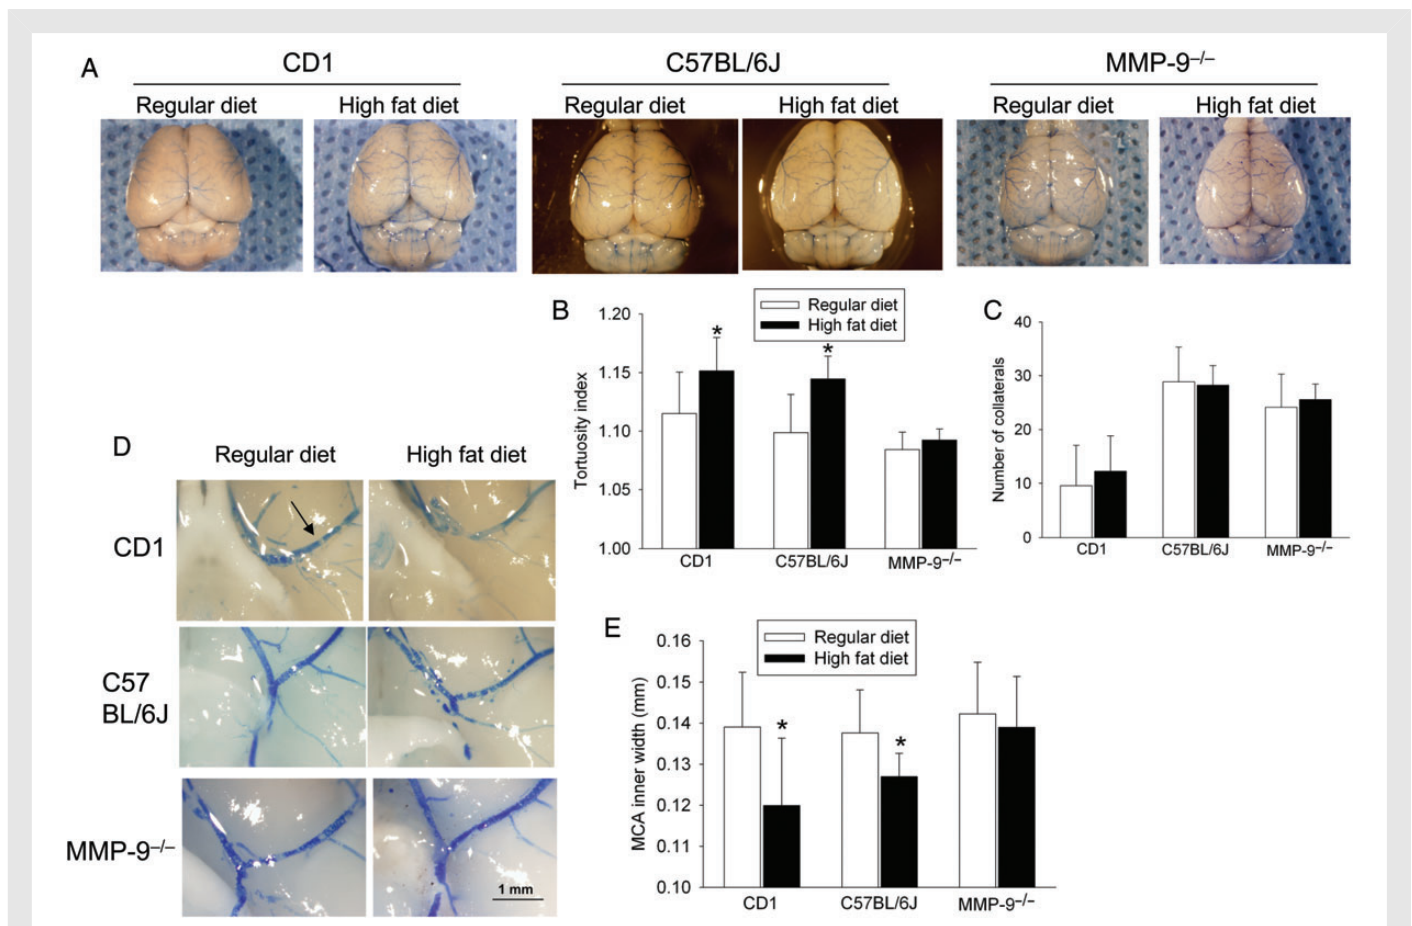 A
CD1
C57BL/6J
MMP-9–/–
Regular diet
High fat diet
Regular diet
High fat diet
Regular diet
High fat diet
B
Regular diet
High fat diet
Tortuosity index
1.20
1.15
1.10
1.05
1.00
*
*
CD1
C57BL/6J
MMP-9–/–
C
Number of collaterals
40
30
20
10
0
CD1
C57BL/6J
MMP-9–/–
D
Regular diet
High fat diet
CD1
C57
BL/6J
MMP-9–/–
1 mm
E
Regular diet
High fat diet
MCA inner width (mm)
0.16
0.15
0.14
0.13
0.12
0.11
0.10
*
*
CD1
C57BL/6J
MMP-9–/–